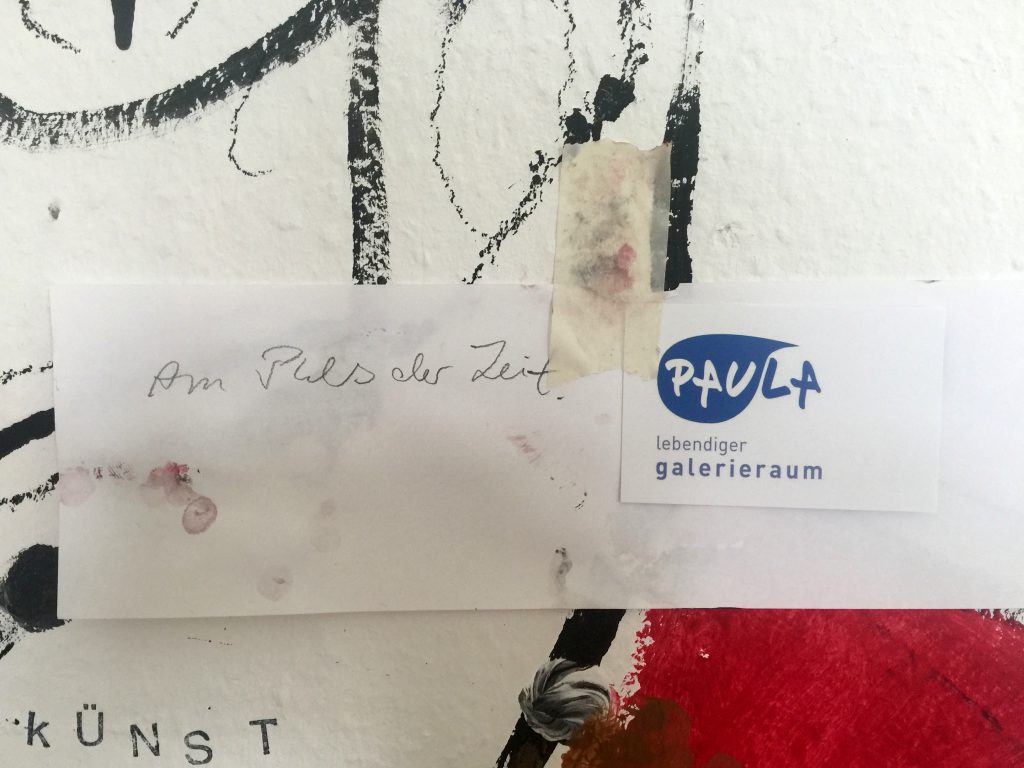 Am Puls der Zeit
PAULA
lebendiger
galerieraum
KÜNST